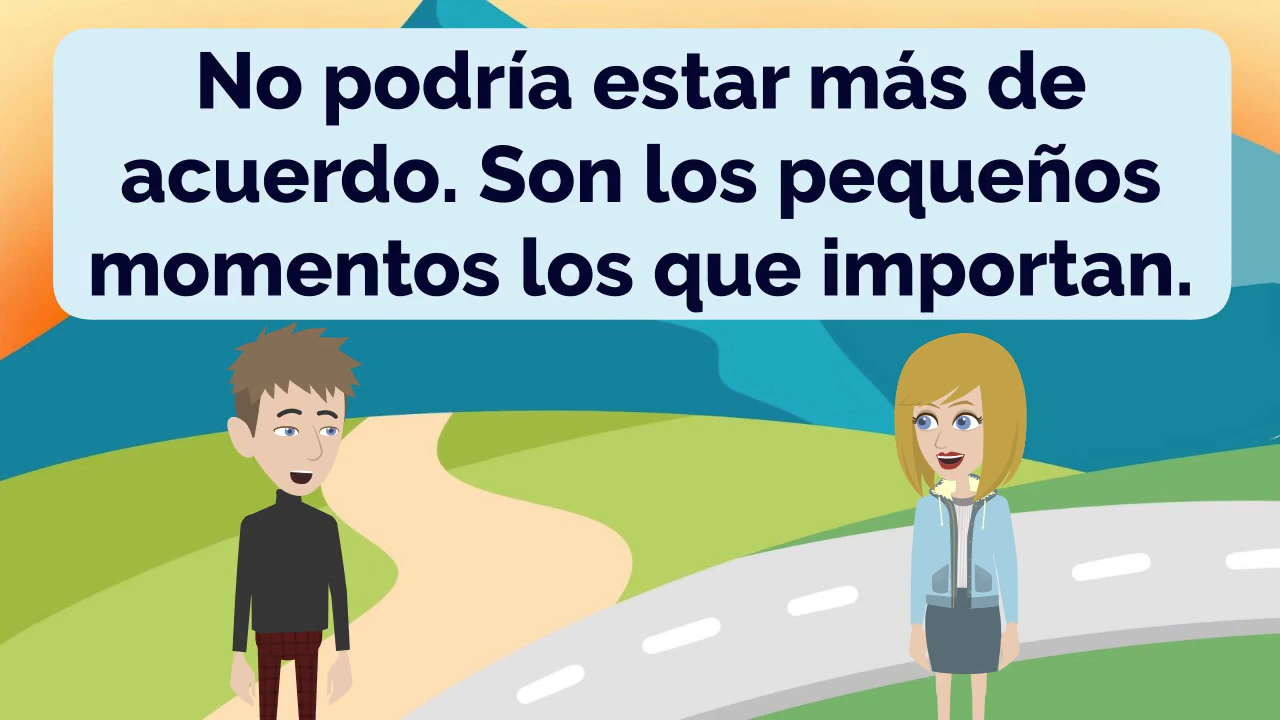 No podría estar más de
acuerdo. Son los pequeños
momentos los que importan.